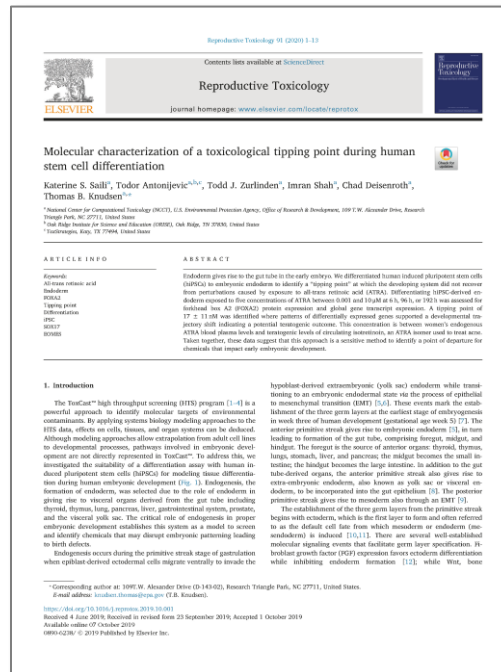 Reproductive Toxicology 91 (2020) 1–13
Contents lists available at ScienceDirect
Reproductive Toxicology
journal homepage: www.elsevier.com/locate/reprotox
ELSEVIER
Reproductive
Toxicology
Molecular characterization of a toxicological tipping point during human
stem cell differentiation
Katerine S. Saili, Todor Antonijevic, Todd J. Zurlinden, Imran Shah, Chad Deisenroth,
Thomas B. Knudsen
National Center for Computational Toxicology (NCCT), U.S. Environmental Protection Agency, Office of Research & Development, 109 T.W. Alexander Drive, Research
Triangle Park, NC 27711, United States
Oak Ridge Institute for Science and Education (ORISE), Oak Ridge, TN 37830, United States
ToxStrategies, Katy, TX 77494, United States
ARTICLE INFO
Keywords:
All-trans retinoic acid
Endoderm
FOXA2
Tipping point
Differentiation
iPSC
SOX17
EOMES
ABSTRACT
Endoderm gives rise to the gut tube in the early embryo. We differentiated human induced pluripotent stem cells
(hiPSCs) to embryonic endoderm to identify a "tipping point" at which the developing system did not recover
from perturbations caused by exposure to all-trans retinoic acid (ATRA). Differentiating hiPSC-derived en-
doderm exposed to five concentrations of ATRA between 0.001 and 10 μM at 6 h, 96 h, or 192 h was assessed for
forkhead box A2 (FOXA2) protein expression and global gene transcript expression. A tipping point of
17 ± 11 nM was identified where patterns of differentially expressed genes supported a developmental tra-
jectory shift indicating a potential teratogenic outcome. This concentration is between women's endogenous
ATRA blood plasma levels and teratogenic levels of circulating isotretinoin, an ATRA isomer used to treat acne.
Taken together, these data suggest that this approach is a sensitive method to identify a point of departure for
chemicals that impact early embryonic development.
1. Introduction
The ToxCast™ high throughput screening (HTS) program [1–4] is a
powerful approach to identify molecular targets of environmental
contaminants. By applying systems biology modeling approaches to the
HTS data, effects on cells, tissues, and organ systems can be deduced.
Although modeling approaches allow extrapolation from adult cell lines
to developmental processes, pathways involved in embryonic develop-
ment are not directly represented in ToxCast™. To address this, we
investigated the suitability of a differentiation assay with human in-
duced pluripotent stem cells (hiPSCs) for modeling tissue differentia-
tion during human embryonic development (Fig. 1). Endogenesis, the
formation of endoderm, was selected due to the role of endoderm in
giving rise to visceral organs derived from the gut tube including
thyroid, thymus, lung, pancreas, liver, gastrointestinal system, prostate,
and the visceral yolk sac. The critical role of endogenesis in proper
embryonic development establishes this system as a model to screen
and identify chemicals that may disrupt embryonic patterning leading
to birth defects.
Endogenesis occurs during the primitive streak stage of gastrulation
when epiblast-derived ectodermal cells migrate ventrally to invade the
hypoblast-derived extraembryonic (yolk sac) endoderm while transi-
tioning to an embryonic endodermal state via the process of epithelial
to mesenchymal transition (EMT) [5,6]. These events mark the estab-
lishment of the three germ layers at the earliest stage of embryogenesis
in week three of human development (gestational age week 5) [7]. The
anterior primitive streak gives rise to embryonic endoderm [5], in turn
leading to formation of the gut tube, comprising foregut, midgut, and
hindgut. The foregut is the source of anterior organs: thyroid, thymus,
lungs, stomach, liver, and pancreas; the midgut becomes the small in-
testine; the hindgut becomes the large intestine. In addition to the gut
tube-derived organs, the anterior primitive streak also gives rise to
extra-embryonic endoderm, also known as yolk sac or visceral en-
doderm, to be incorporated into the gut epithelium [8]. The posterior
primitive streak gives rise to mesoderm also through an EMT [9].
The establishment of the three germ layers from the primitive streak
begins with ectoderm, which is the first layer to form and often referred
to as the default cell fate from which mesoderm or endoderm (me-
sendoderm) is induced [10,11]. There are several well-established
molecular signaling events that facilitate germ layer specification. Fi-
broblast growth factor (FGF) expression favors ectoderm differentiation
while inhibiting endoderm formation [12]; while Wnt, bone
Corresponding author at: 109T.W. Alexander Drive (D-143-02), Research Triangle Park, NC 27711, United States.
E-mail address: knudsen.thomas@epa.gov (T.B. Knudsen).
https://doi.org/10.1016/j.reprotox.2019.10.001
Received 4 June 2019; Received in revised form 23 September 2019; Accepted 1 October 2019
Available online 07 October 2019
0890-6238/ © 2019 Published by Elsevier Inc.